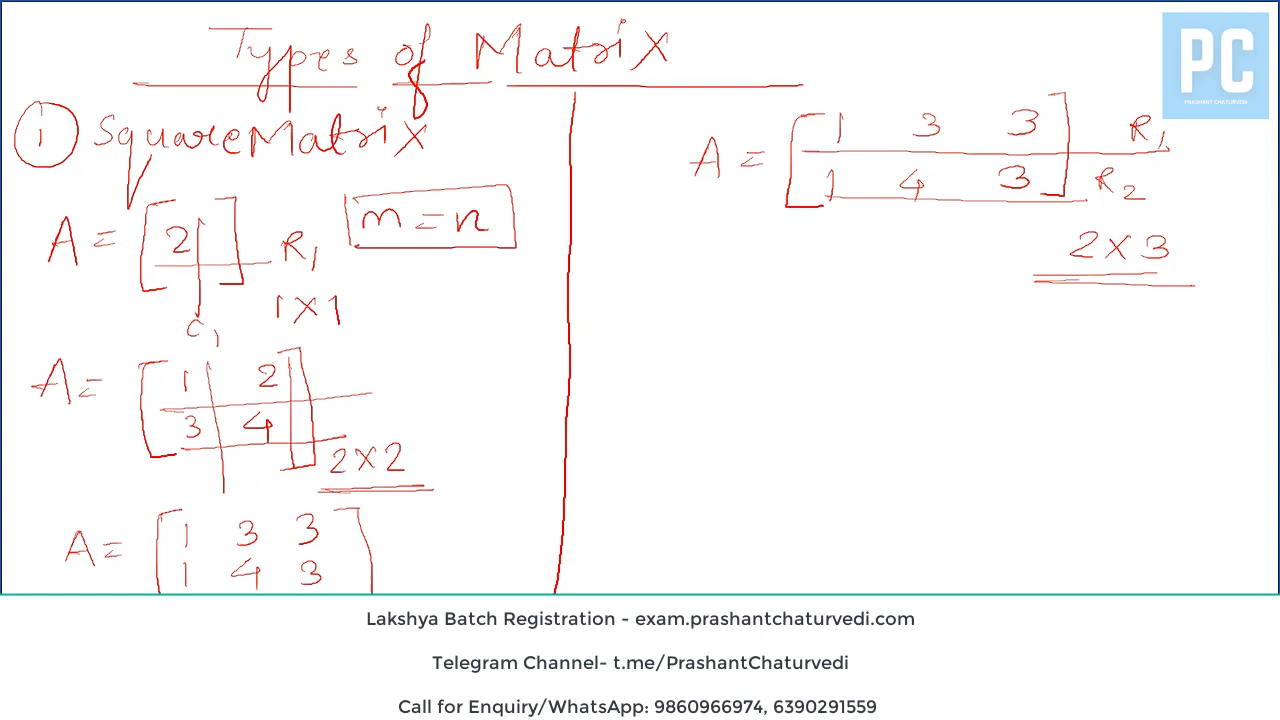 Types of Matrix
1 Square Matrix
A = [2] R1
m = n
1 X 1
C1
A = [1 2
3 4]
2 X 2
A = [1 3 3
1 4 3
A = [1 3 3] R1
[1 4 3] R2
2 X 3
PC
PRASHANT CHATURVEDI
Lakshya Batch Registration - exam.prashantchaturvedi.com
Telegram Channel- t.me/PrashantChaturvedi
Call for Enquiry/WhatsApp: 9860966974, 6390291559